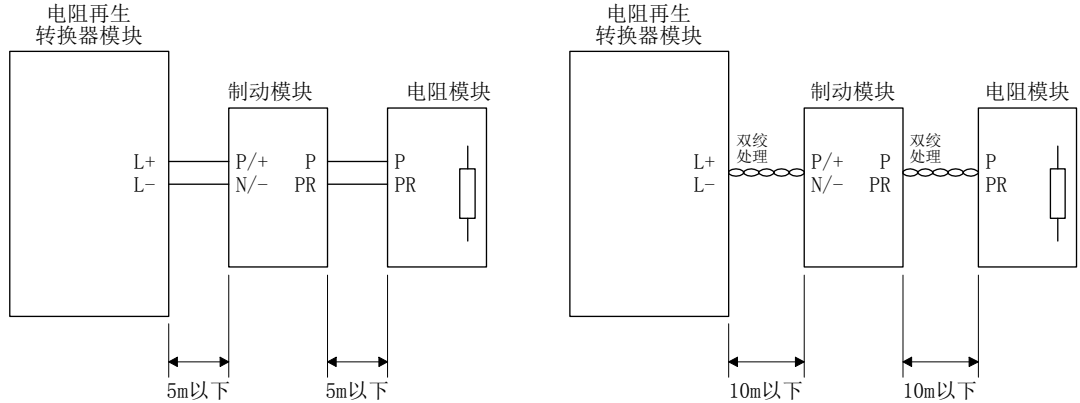 电阻再生
转换器模块
制动模块
电阻模块
L+
P/+
P
P
L-
N/-
PR
PR
5m以下
5m以下
电阻再生
转换器模块
制动模块
电阻模块
双绞
处理
双绞
处理
L+
P/+
P
P
L-
N/-
PR
PR
10m以下
10m以下